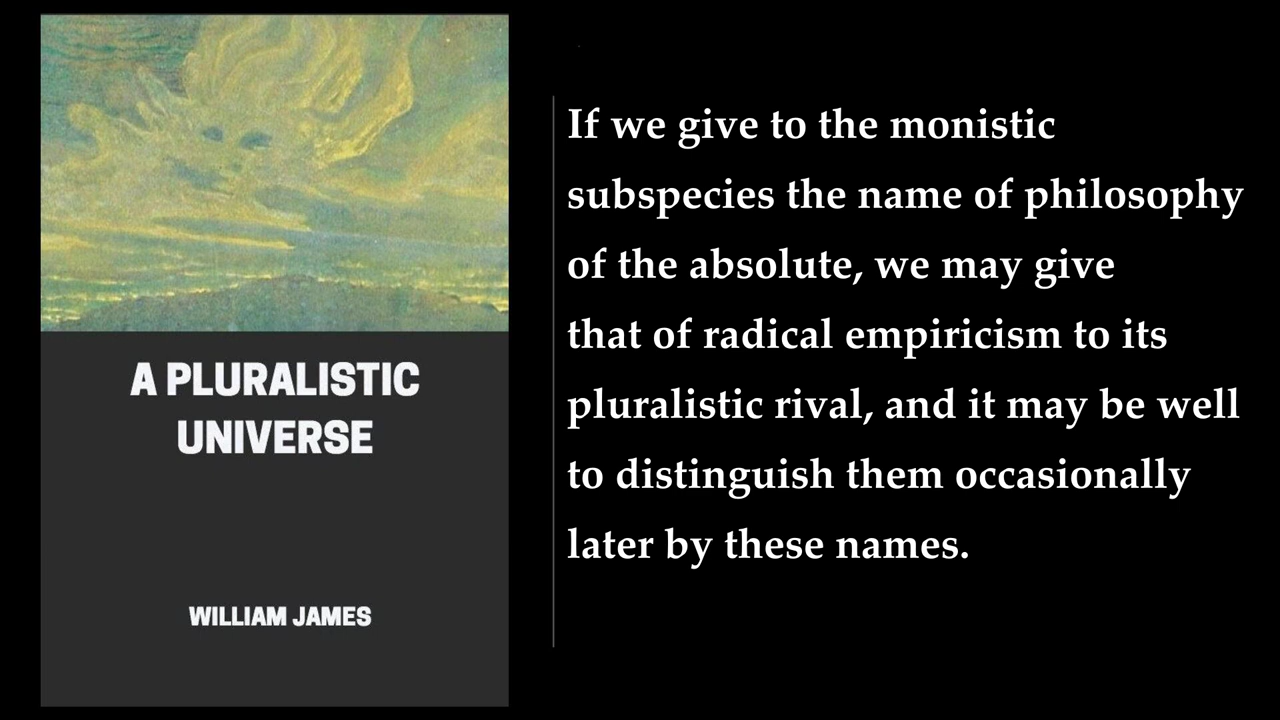 A PLURALISTIC
UNIVERSE
WILLIAM JAMES
If we give to the monistic
subspecies the name of philosophy
of the absolute, we may give
that of radical empiricism to its
pluralistic rival, and it may be well
to distinguish them occasionally
later by these names.